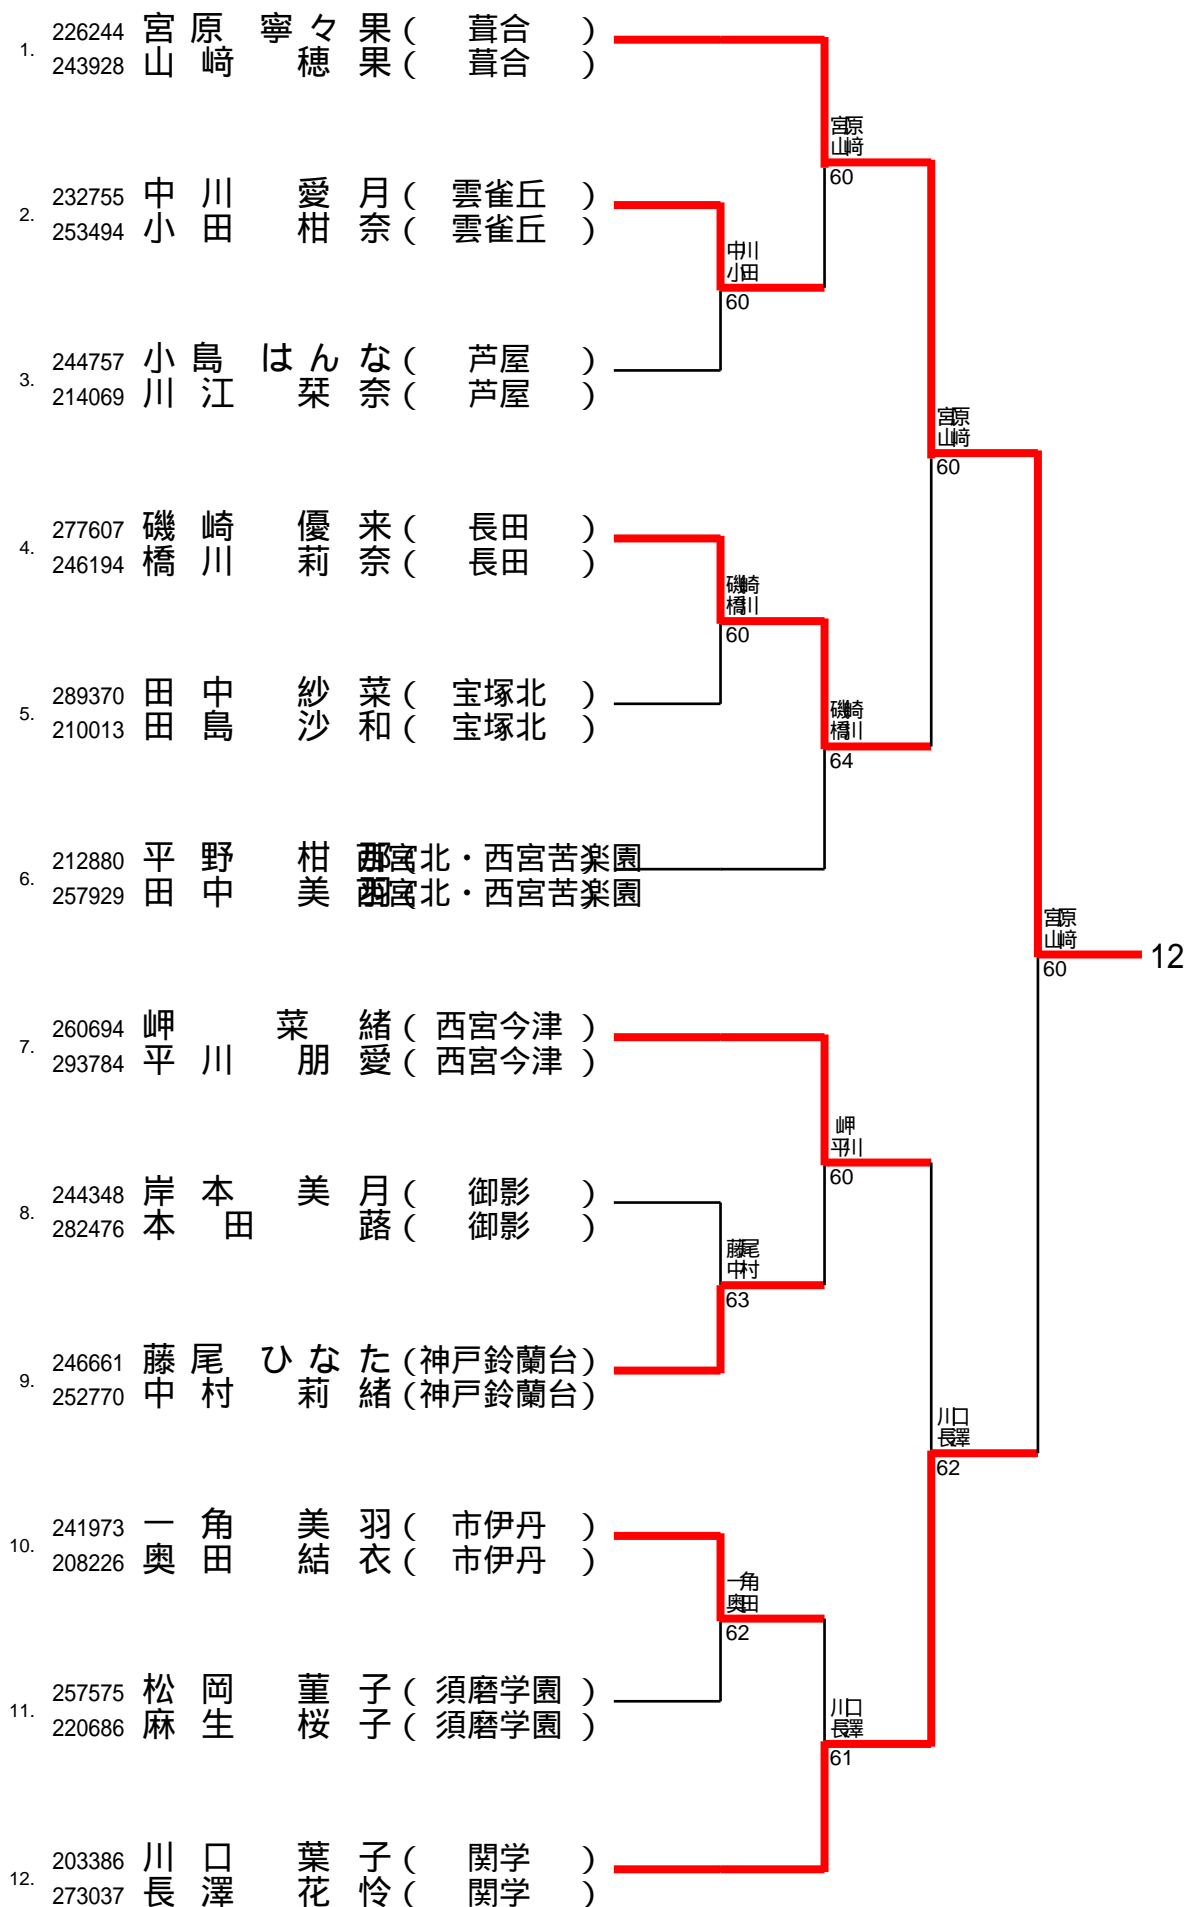 1. 226244 宮原 寧々果 ( 葺合 )
243928 山﨑 穂果 ( 葺合 )
宮原
山﨑
60
2. 232755 中川 愛月 ( 雲雀丘 )
253494 小田 柑奈 ( 雲雀丘 )
中川
小田
60
3. 244757 小島 はんな ( 芦屋 )
214069 川江 栞奈 ( 芦屋 )
宮原
山﨑
60
4. 277607 磯崎 優来 ( 長田 )
246194 橋川 莉奈 ( 長田 )
磯崎
橋川
60
5. 289370 田中 紗菜 ( 宝塚北 )
210013 田島 沙和 ( 宝塚北 )
磯崎
橋川
64
6. 212880 平野 柑那 ( 西宮北・西宮苦楽園 )
257929 田中 美羽 ( 西宮北・西宮苦楽園 )
宮原
山﨑
60
12
7. 260694 岬 菜緒 ( 西宮今津 )
293784 平川 朋愛 ( 西宮今津 )
岬
平川
60
8. 244348 岸本 美月 ( 御影 )
282476 本田 蕗 ( 御影 )
藤尾
中村
63
9. 246661 藤尾 ひなた ( 神戸鈴蘭台 )
252770 中村 莉緒 ( 神戸鈴蘭台 )
川口
長澤
62
10. 241973 一角 美羽 ( 市伊丹 )
208226 奥田 結衣 ( 市伊丹 )
一角
奥田
62
11. 257575 松岡 菫子 ( 須磨学園 )
220686 麻生 桜子 ( 須磨学園 )
川口
長澤
61
12. 203386 川口 葉子 ( 関学 )
273037 長澤 花怜 ( 関学 )